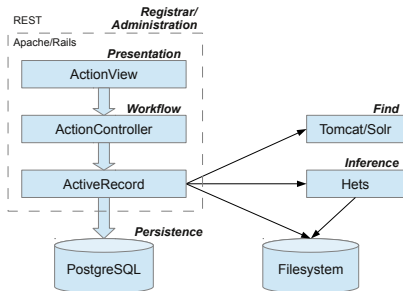 REST
Registrar/
Administration
Apache/Rails
Presentation
ActionView
Workflow
ActionController
Find
Tomcat/Solr
Inference
ActiveRecord
Hets
Persistence
PostgreSQL
Filesystem